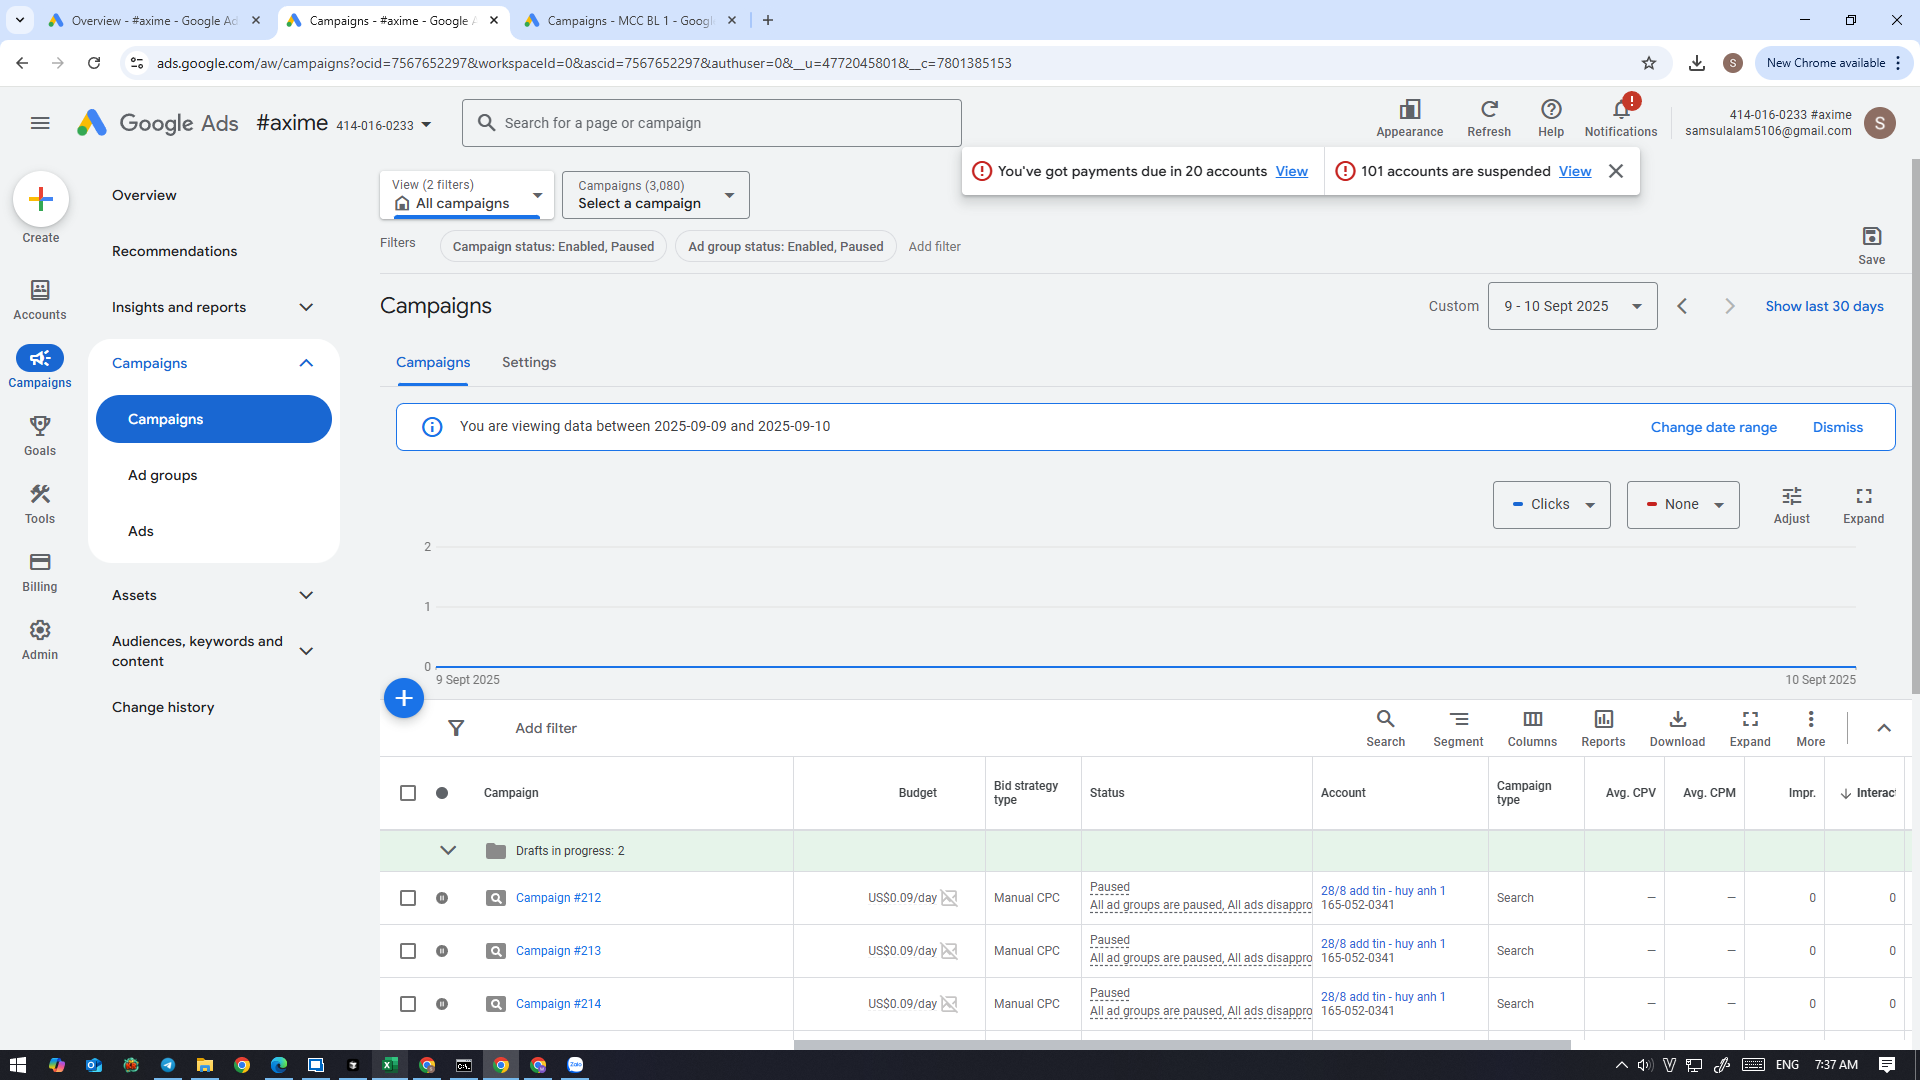 Overview - #axime - Google Ad
Campaigns - #axime - Google A
Campaigns - MCC BL 1 - Googl
ads.google.com/aw/campaigns?ocid=7567652297&workspaceId=0&ascid=7567652297&authuser=0&__u=4772045801&__c=7801385153
S
New Chrome available
Google Ads
#axime 414-016-0233
Search for a page or campaign
Appearance
Refresh
Help
Notifications
414-016-0233 #axime
samsulalam5106@gmail.com
S
You've got payments due in 20 accounts View
101 accounts are suspended View
Create
Accounts
Campaigns
Goals
Tools
Billing
Admin
Overview
Recommendations
Insights and reports
Campaigns
Campaigns
Ad groups
Ads
Assets
Audiences, keywords and
content
Change history
View (2 filters)
All campaigns
Campaigns (3,080)
Select a campaign
Filters
Campaign status: Enabled, Paused
Ad group status: Enabled, Paused
Add filter
Save
Campaigns
Custom
9 - 10 Sept 2025
Show last 30 days
Campaigns
Settings
You are viewing data between 2025-09-09 and 2025-09-10
Change date range
Dismiss
Clicks
None
Adjust
Expand
2
1
0
9 Sept 2025
10 Sept 2025
Add filter
Search
Segment
Columns
Reports
Download
Expand
More
Campaign
Budget
Bid strategy
type
Status
Account
Campaign
type
Avg. CPV
Avg. CPM
Impr.
Interac
Drafts in progress: 2
Campaign #212
US$0.09/day
Manual CPC
Paused
All ad groups are paused, All ads disappro
28/8 add tin - huy anh 1
165-052-0341
Search
—
—
0
0
Campaign #213
US$0.09/day
Manual CPC
Paused
All ad groups are paused, All ads disappro
28/8 add tin - huy anh 1
165-052-0341
Search
—
—
0
0
Campaign #214
US$0.09/day
Manual CPC
Paused
All ad groups are paused, All ads disappro
28/8 add tin - huy anh 1
165-052-0341
Search
—
—
0
0
ENG
7:37 AM